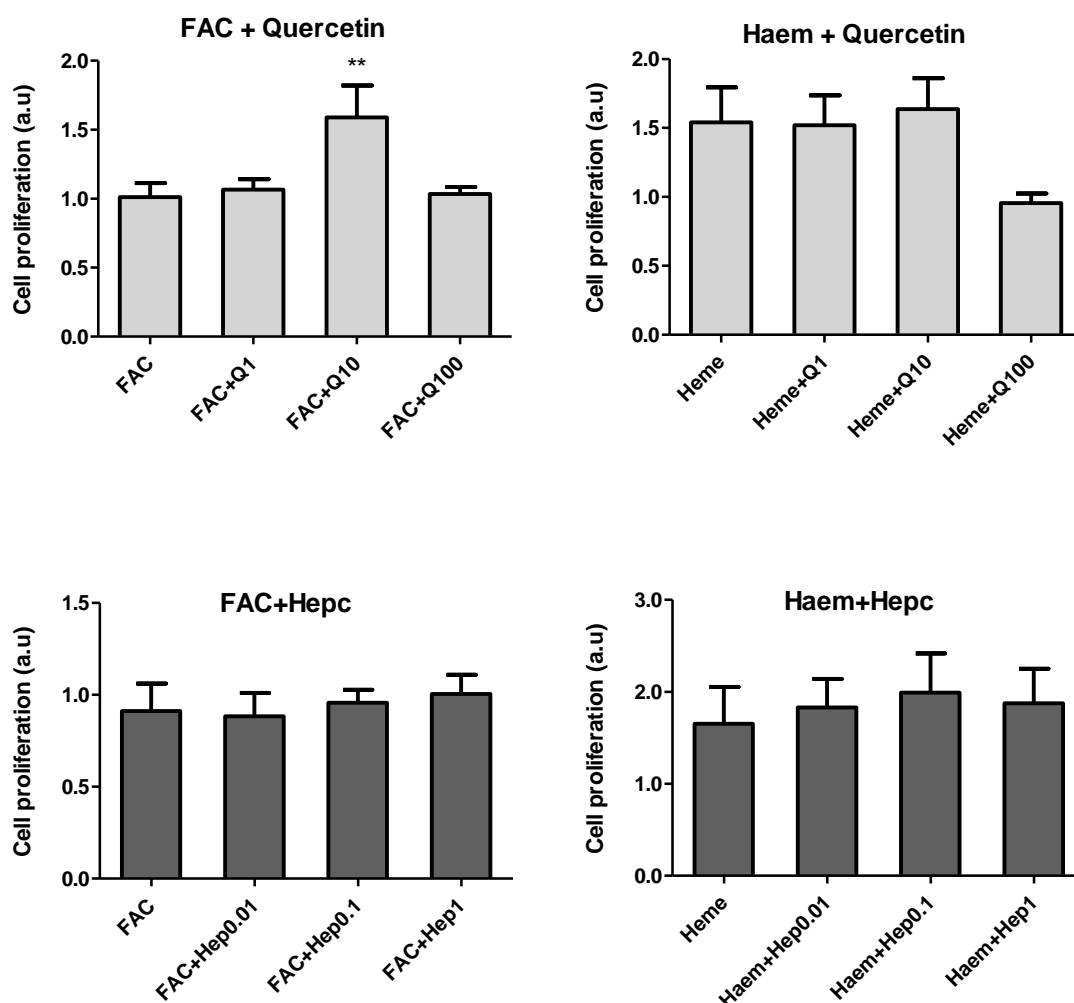 FAC + Quercetin
Cell proliferation (a.u)
2.0
1.5
1.0
0.5
0.0
**
FAC
FAC+Q1
FAC+Q10
FAC+Q100
Haem + Quercetin
Cell proliferation (a.u)
2.0
1.5
1.0
0.5
0.0
Heme
Heme+Q1
Heme+Q10
Heme+Q100
FAC+Hepc
Cell proliferation (a.u)
1.5
1.0
0.5
0.0
FAC
FAC+Hep0.01
FAC+Hep0.1
FAC+Hep1
Haem+Hepc
Cell proliferation (a.u)
3.0
2.0
1.0
0.0
Heme
Haem+Hep0.01
Haem+Hep0.1
Haem+Hep1